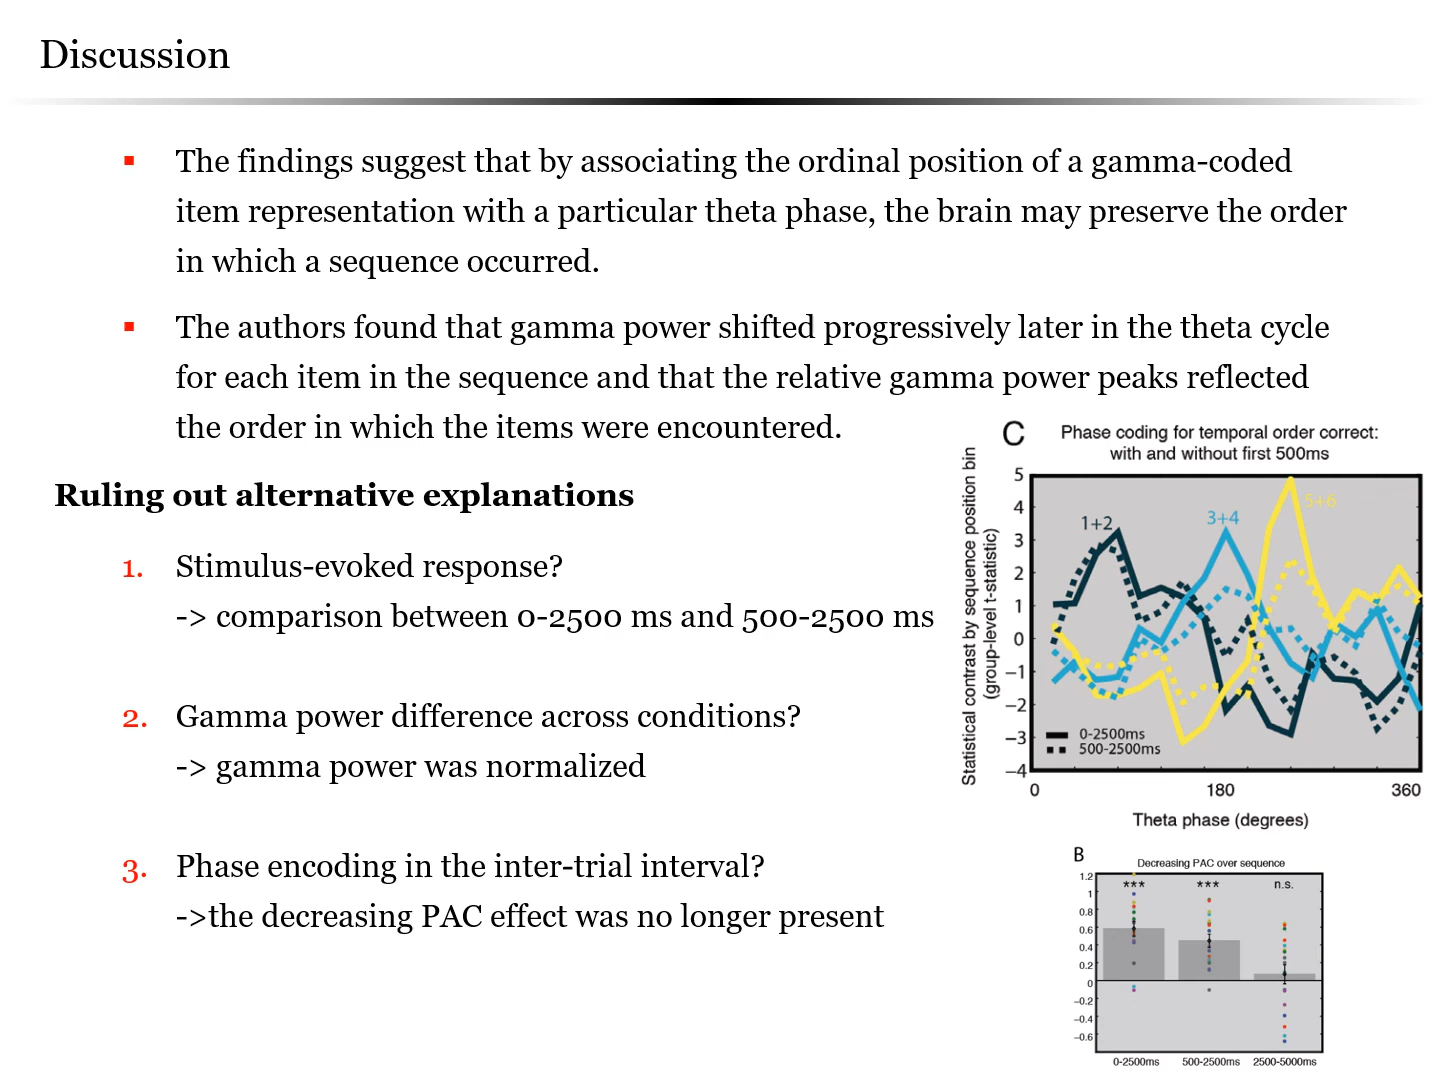 Discussion
▪ The findings suggest that by associating the ordinal position of a gamma-coded
item representation with a particular theta phase, the brain may preserve the order
in which a sequence occurred.
▪ The authors found that gamma power shifted progressively later in the theta cycle
for each item in the sequence and that the relative gamma power peaks reflected
the order in which the items were encountered.
Ruling out alternative explanations
1. Stimulus-evoked response?
-> comparison between 0-2500 ms and 500-2500 ms
2. Gamma power difference across conditions?
-> gamma power was normalized
3. Phase encoding in the inter-trial interval?
->the decreasing PAC effect was no longer present
C
Phase coding for temporal order correct:
with and without first 500ms
Statistical contrast by sequence position bin
(group-level t-statistic)
5
4
3
2
1
0
−1
−2
−3
−4
1+2
3+4
5+6
0-2500ms
500-2500ms
0 180 360
Theta phase (degrees)
B
Decreasing PAC over sequence
1.2
1
0.8
0.6
0.4
0.2
0
−0.2
−0.4
−0.6
*** *** n.s.
0-2500ms 500-2500ms 2500-5000ms